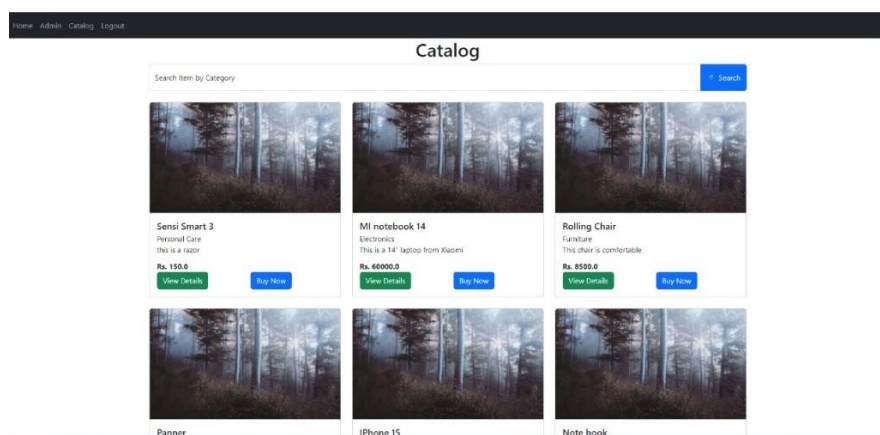 Home Admin Catalog Logout
Catalog
Search Item by Category
Search
Sensi Smart 3
Personal Care
this is a razor
Rs. 150.0
View Details Buy Now
MI notebook 14
Electronics
This is a 14" laptop from Xiaomi
Rs. 60000.0
View Details Buy Now
Rolling Chair
Furniture
This chair is comfortable
Rs. 8500.0
View Details Buy Now
Panner
IPhone 15
Note book